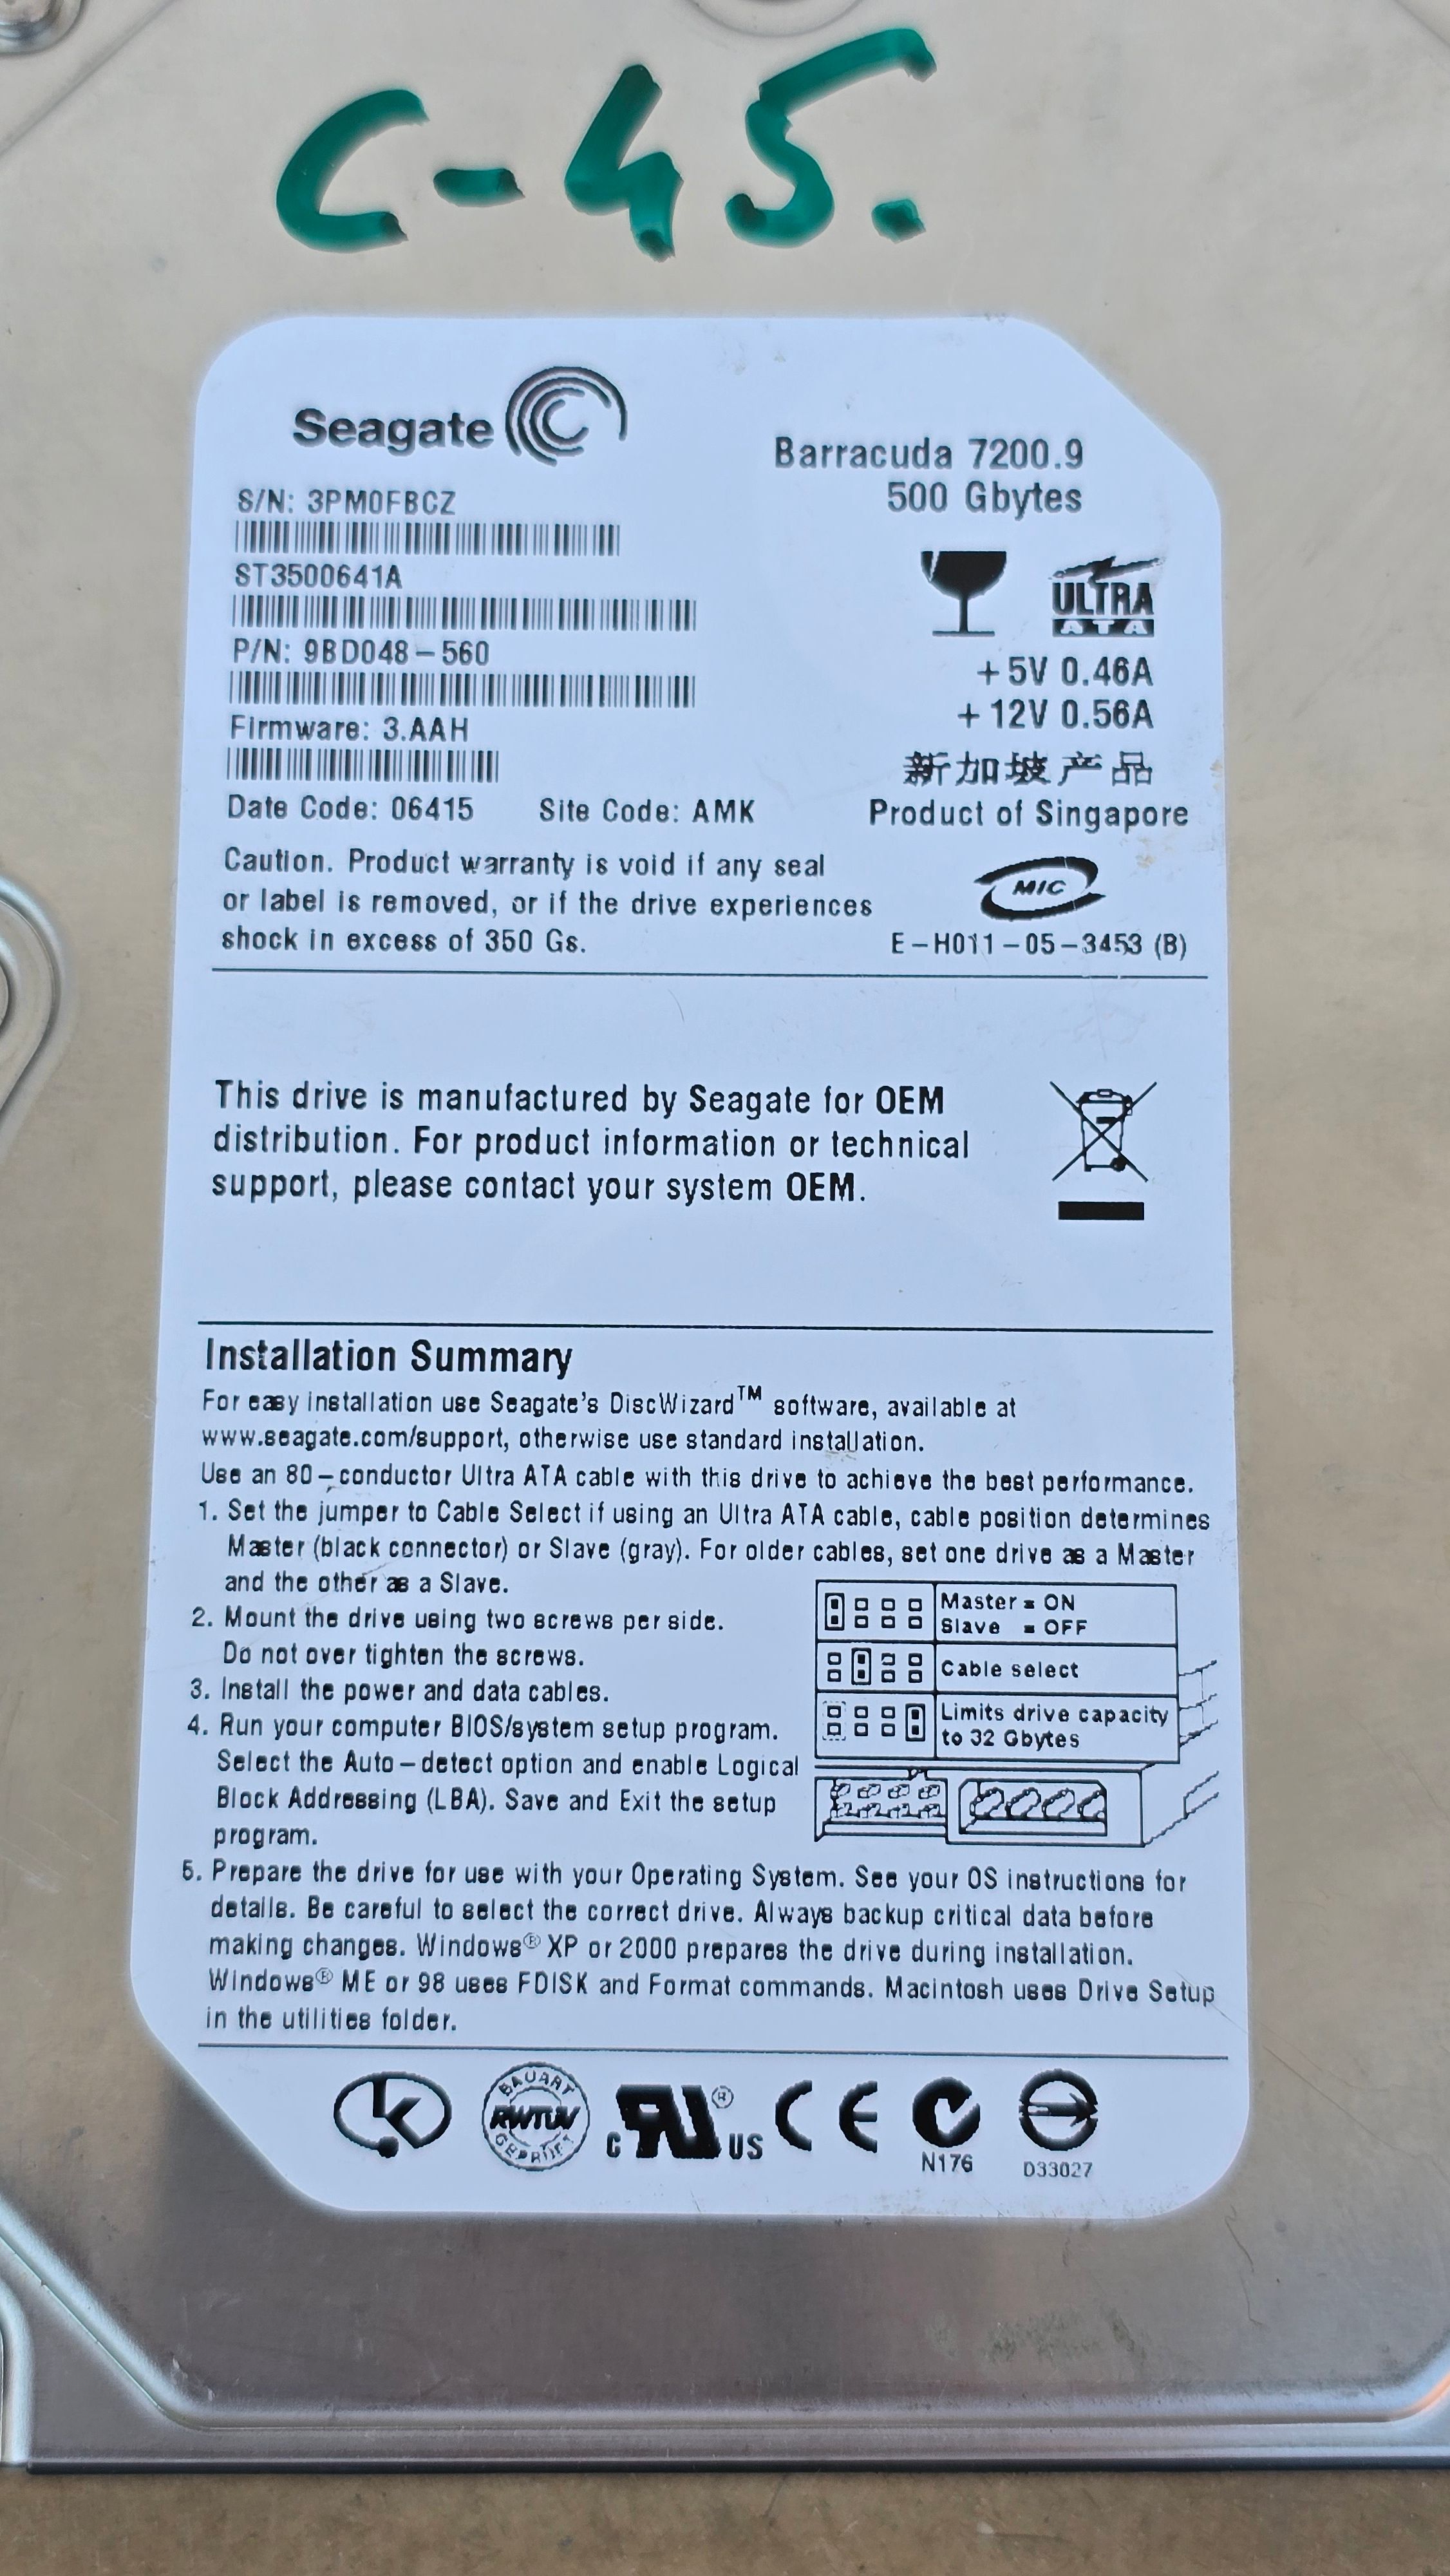 C-45.
Seagate
Barracuda 7200.9
500 Gbytes
S/N: 3PM0FBCZ
ST3500641A
ULTRA
ATA
P/N: 9BD048-560
+5V 0.46A
+12V 0.56A
Firmware: 3.AAH
新加坡产品
Date Code: 06415 Site Code: AMK
Product of Singapore
Caution. Product warranty is void if any seal
or label is removed, or if the drive experiences
shock in excess of 350 Gs.
MIC
E-H011-05-3453 (B)
This drive is manufactured by Seagate for OEM
distribution. For product information or technical
support, please contact your system OEM.
Installation Summary
For easy installation use Seagate's DiscWizard™ software, available at
www.seagate.com/support, otherwise use standard installation.
Use an 80-conductor Ultra ATA cable with this drive to achieve the best performance.
1. Set the jumper to Cable Select if using an Ultra ATA cable, cable position determines
Master (black connector) or Slave (gray). For older cables, set one drive as a Master
and the other as a Slave.
2. Mount the drive using two screws per side.
Do not over tighten the screws.
3. Install the power and data cables.
4. Run your computer BIOS/system setup program.
Select the Auto-detect option and enable Logical
Block Addressing (LBA). Save and Exit the setup
program.
Master = ON
Slave = OFF
Cable select
Limits drive capacity
to 32 Gbytes
5. Prepare the drive for use with your Operating System. See your OS instructions for
details. Be careful to select the correct drive. Always backup critical data before
making changes. Windows® XP or 2000 prepares the drive during installation.
Windows® ME or 98 uses FDISK and Format commands. Macintosh uses Drive Setup
in the utilities folder.
BAUART
RWTÜV
GEPRÜFT
C RU® US
CE
N176
D33027